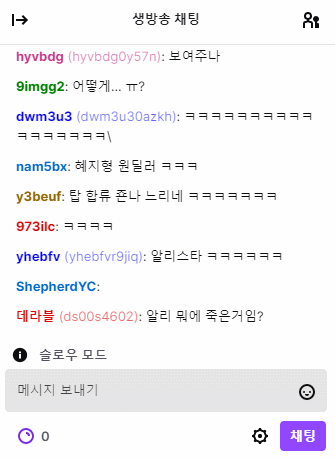 생방송 채팅
hyvbdg (hyvbdg0y57n): 보여주나
9imgg2: 어떻게... ㅠ?
dwm3u3 (dwm3u30azkh): ㅋㅋㅋㅋㅋㅋㅋㅋㅋㅋ
ㅋㅋㅋㅋㅋㅋㅋ\
nam5bx: 혜지형 원딜러 ㅋㅋㅋ
y3beuf: 탑 합류 죤나 느리네 ㅋㅋㅋㅋㅋㅋㅋ
973ilc: ㅋㅋㅋㅋ
yhebfv (yhebfvr9jiq): 알리스타 ㅋㅋㅋㅋㅋㅋ
ShepherdYC:
데라블 (ds00s4602): 알리 뭐에 죽은거임?
슬로우 모드
메시지 보내기
0
채팅